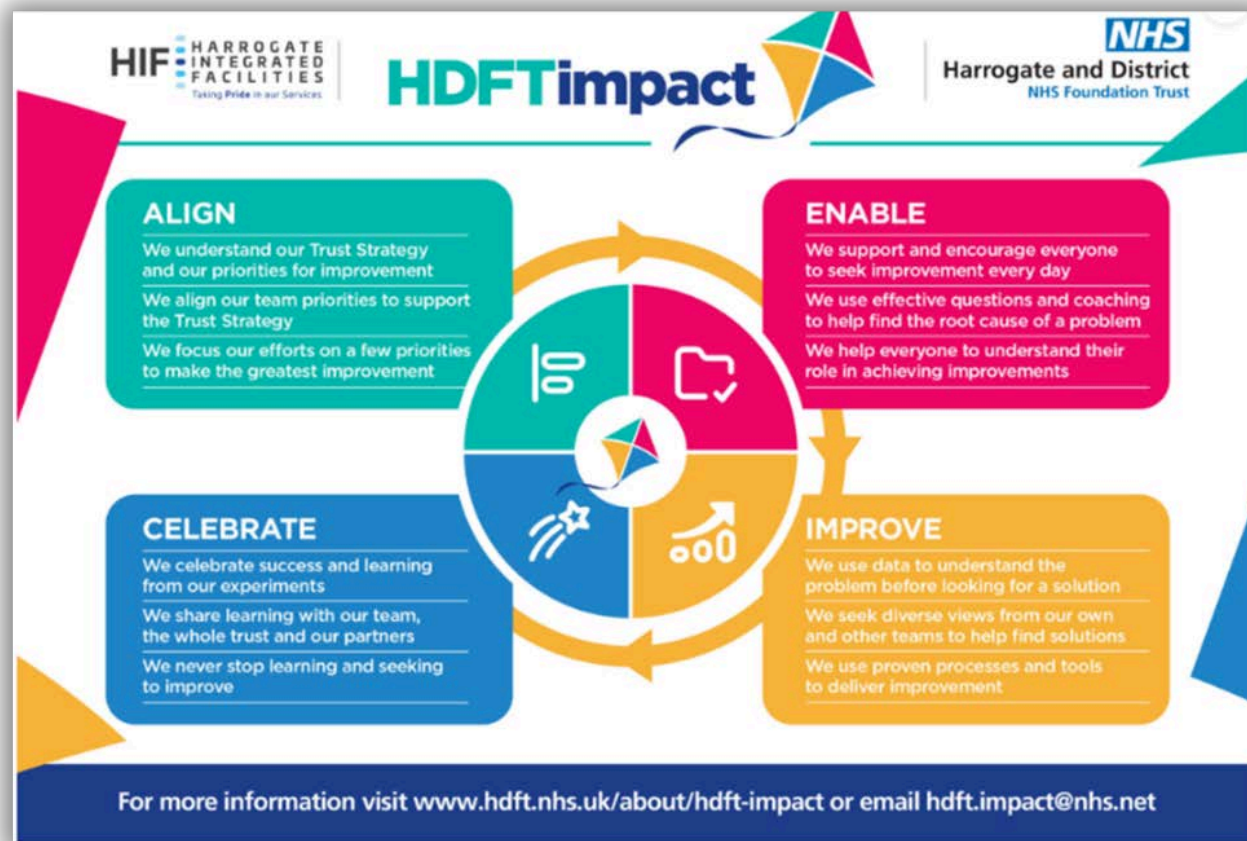 HIF
HARROGATE
INTEGRATED
FACILITIES
Taking Pride in our Services
HDFTimpact
NHS
Harrogate and District
NHS Foundation Trust
ALIGN
We understand our Trust Strategy
and our priorities for improvement
We align our team priorities to support
the Trust Strategy
We focus our efforts on a few priorities
to make the greatest improvement
ENABLE
We support and encourage everyone
to seek improvement every day
We use effective questions and coaching
to help find the root cause of a problem
We help everyone to understand their
role in achieving improvements
CELEBRATE
We celebrate success and learning
from our experiments
We share learning with our team,
the whole trust and our partners
We never stop learning and seeking
to improve
IMPROVE
We use data to understand the
problem before looking for a solution
We seek diverse views from our own
and other teams to help find solutions
We use proven processes and tools
to deliver improvement
For more information visit www.hdft.nhs.uk/about/hdft-impact or email hdft.impact@nhs.net